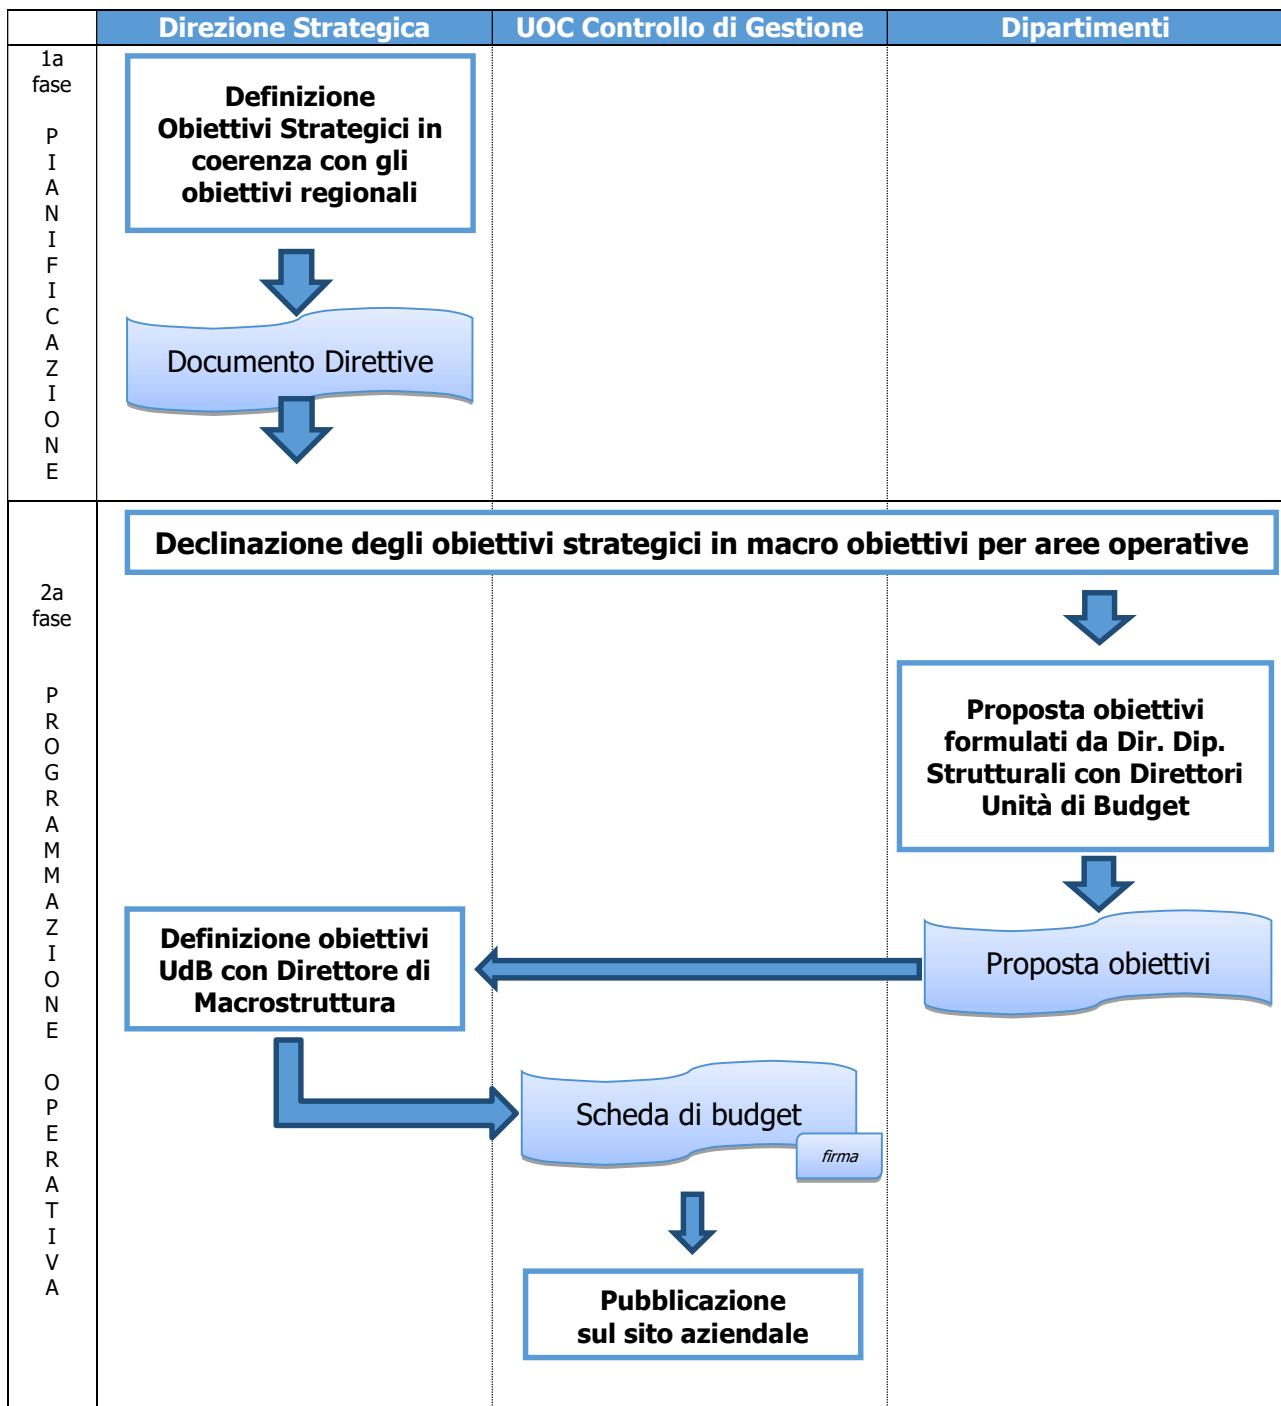 Direzione Strategica
UOC Controllo di Gestione
Dipartimenti
1a
fase
P
I
A
N
I
F
I
C
A
Z
I
O
N
E
Definizione
Obiettivi Strategici in
coerenza con gli
obiettivi regionali
Documento Direttive
2a
fase
P
R
O
G
R
A
M
M
A
Z
I
O
N
E
O
P
E
R
A
T
I
V
A
Declinazione degli obiettivi strategici in macro obiettivi per aree operative
Proposta obiettivi
formulati da Dir. Dip.
Strutturali con Direttori
Unità di Budget
Proposta obiettivi
Definizione obiettivi
UdB con Direttore di
Macrostruttura
Scheda di budget
firma
Pubblicazione
sul sito aziendale